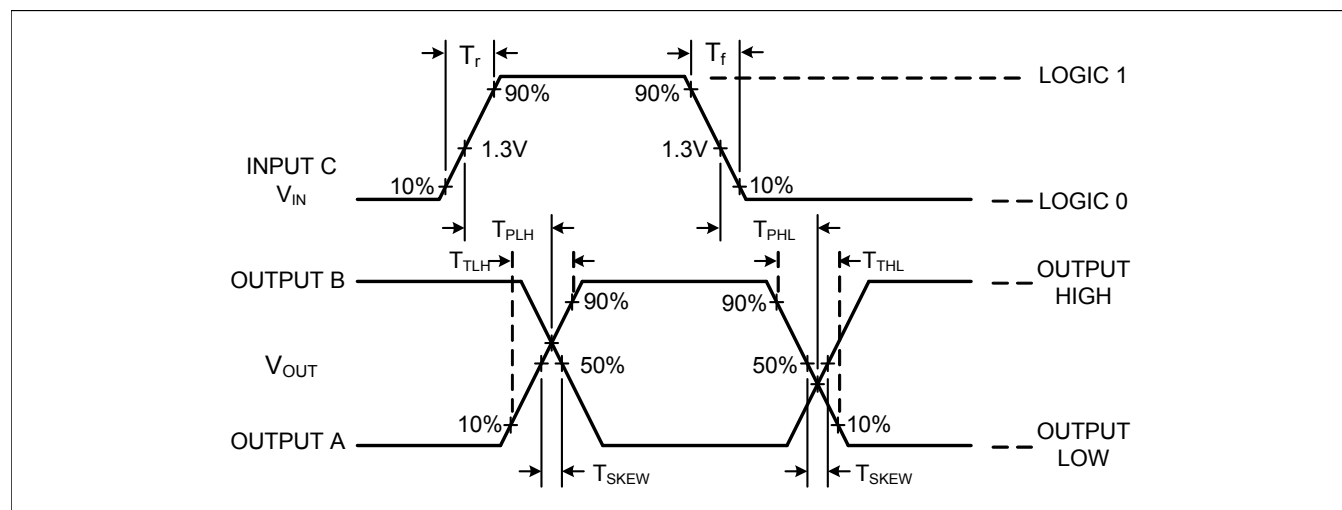 Tr
Tf
LOGIC 1
90%
90%
1.3V
1.3V
INPUT C
VIN
10%
10%
LOGIC 0
TPLH
TPHL
TTLH
TTHL
OUTPUT B
OUTPUT
HIGH
90%
90%
VOUT
50%
50%
10%
10%
OUTPUT A
OUTPUT
LOW
TSKEW
TSKEW